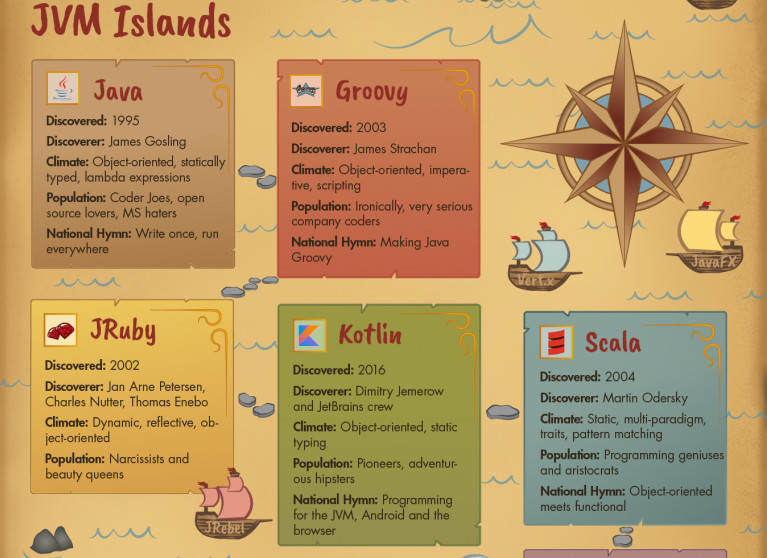 JVM Islands
Java
Discovered: 1995
Discoverer: James Gosling
Climate: Object-oriented, statically
typed, lambda expressions
Population: Coder Joes, open
source lovers, MS haters
National Hymn: Write once, run
everywhere
Groovy
Discovered: 2003
Discoverer: James Strachan
Climate: Object-oriented, impera-
tive, scripting
Population: Ironically, very serious
company coders
National Hymn: Making Java
Groovy
Vert.x
JavaFX
JRuby
Discovered: 2002
Discoverer: Jan Arne Petersen,
Charles Nutter, Thomas Enebo
Climate: Dynamic, reflective, ob-
ject-oriented
Population: Narcissists and
beauty queens
JRebel
Kotlin
Discovered: 2016
Discoverer: Dimitry Jemerow
and JetBrains crew
Climate: Object-oriented, static
typing
Population: Pioneers, adventur-
ous hipsters
National Hymn: Programming
for the JVM, Android and the
browser
Scala
Discovered: 2004
Discoverer: Martin Odersky
Climate: Static, multi-paradigm,
traits, pattern matching
Population: Programming geniuses
and aristocrats
National Hymn: Object-oriented
meets functional